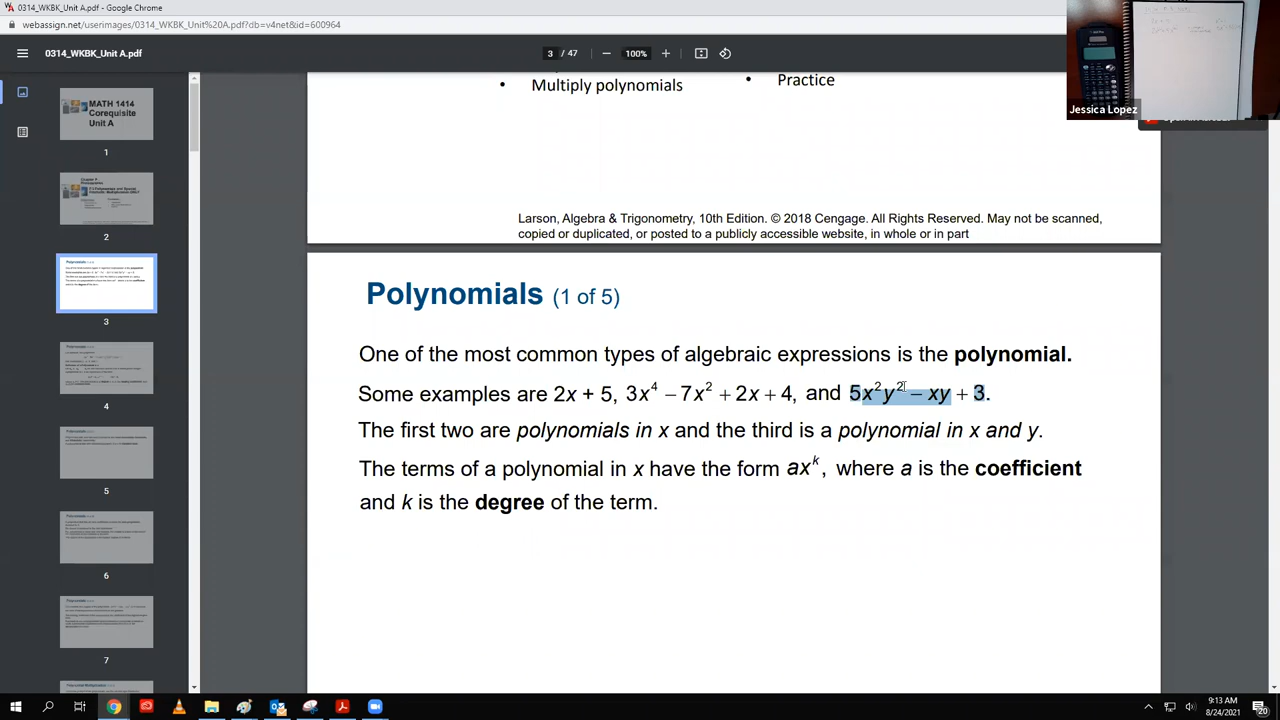 0314_WKBK_Unit A.pdf - Google Chrome
webassign.net/userimages/0314_WKBK_Unit%20A.pdf?db=v4net&id=600964
0314_WKBK_Unit A.pdf
3 / 47
100%
Jessica Lopez
MATH 1414
Corequisite
Unit A
1
2
3
4
5
6
7
• Multiply polynomials
• Practice
Larson, Algebra & Trigonometry, 10th Edition. © 2018 Cengage. All Rights Reserved. May not be scanned,
copied or duplicated, or posted to a publicly accessible website, in whole or in part
Polynomials (1 of 5)
One of the most common types of algebraic expressions is the polynomial.
Some examples are 2x + 5, 3x⁴ − 7x² + 2x + 4, and 5x²y² − xy + 3.
The first two are polynomials in x and the third is a polynomial in x and y.
The terms of a polynomial in x have the form axᵏ, where a is the coefficient
and k is the degree of the term.
9:13 AM
8/24/2021
20